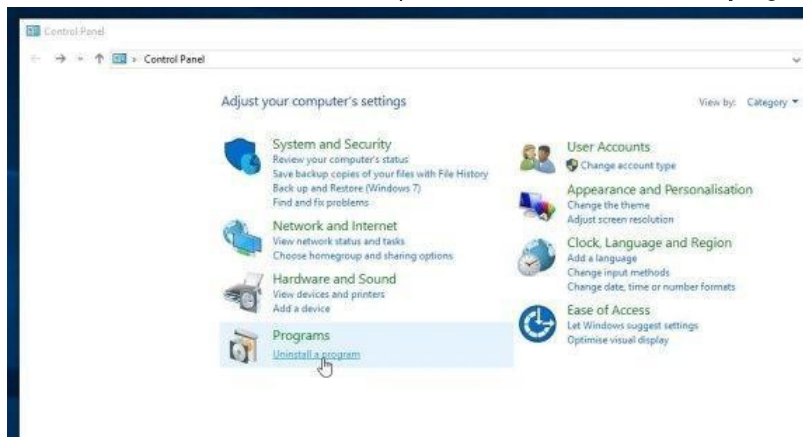 Control Panel
Control Panel
Adjust your computer's settings
View by: Category
System and Security
Review your computer's status
Save backup copies of your files with File History
Back up and Restore (Windows 7)
Find and fix problems
Network and Internet
View network status and tasks
Choose homegroup and sharing options
Hardware and Sound
View devices and printers
Add a device
Programs
Uninstall a program
User Accounts
Change account type
Appearance and Personalisation
Change the theme
Adjust screen resolution
Clock, Language and Region
Add a language
Change input methods
Change date, time or number formats
Ease of Access
Let Windows suggest settings
Optimise visual display